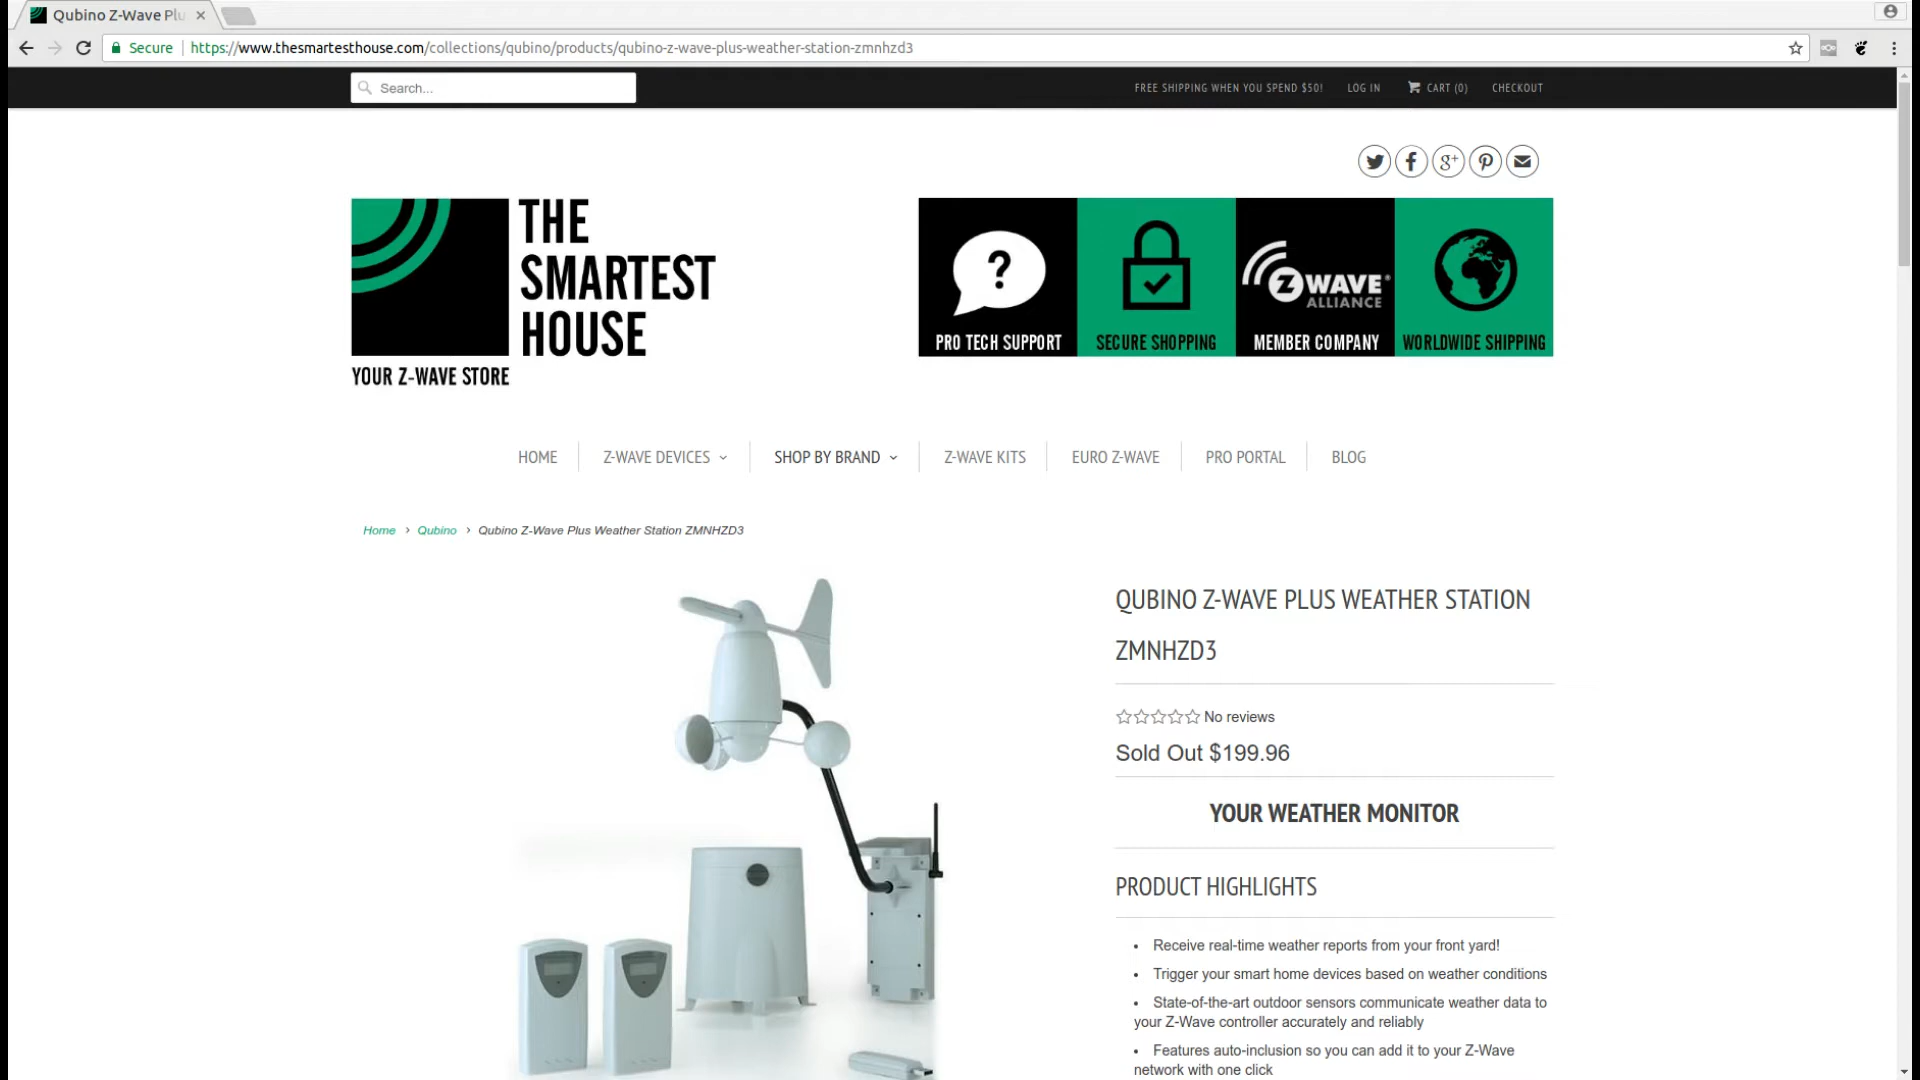 Qubino Z-Wave Plu
Secure https://www.thesmartesthouse.com/collections/qubino/products/qubino-z-wave-plus-weather-station-zmnhzd3
Search...
FREE SHIPPING WHEN YOU SPEND $50!
LOG IN
CART (0)
CHECKOUT
THE
SMARTEST
HOUSE
YOUR Z-WAVE STORE
?
PRO TECH SUPPORT
SECURE SHOPPING
Z WAVE®
ALLIANCE
MEMBER COMPANY
WORLDWIDE SHIPPING
HOME
Z-WAVE DEVICES
SHOP BY BRAND
Z-WAVE KITS
EURO Z-WAVE
PRO PORTAL
BLOG
Home › Qubino › Qubino Z-Wave Plus Weather Station ZMNHZD3
QUBINO Z-WAVE PLUS WEATHER STATION
ZMNHZD3
No reviews
Sold Out $199.96
YOUR WEATHER MONITOR
PRODUCT HIGHLIGHTS
• Receive real-time weather reports from your front yard!
• Trigger your smart home devices based on weather conditions
• State-of-the-art outdoor sensors communicate weather data to
your Z-Wave controller accurately and reliably
• Features auto-inclusion so you can add it to your Z-Wave
network with one click